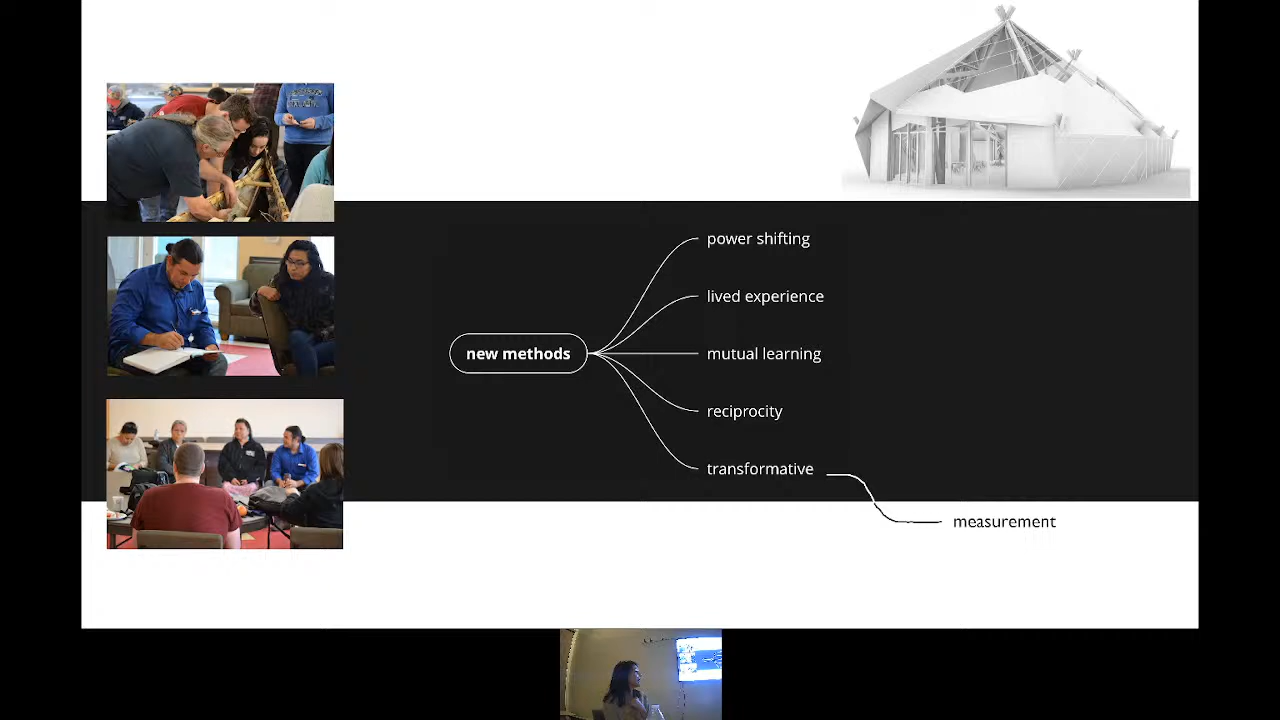 power shifting
lived experience
new methods
mutual learning
reciprocity
transformative
measurement